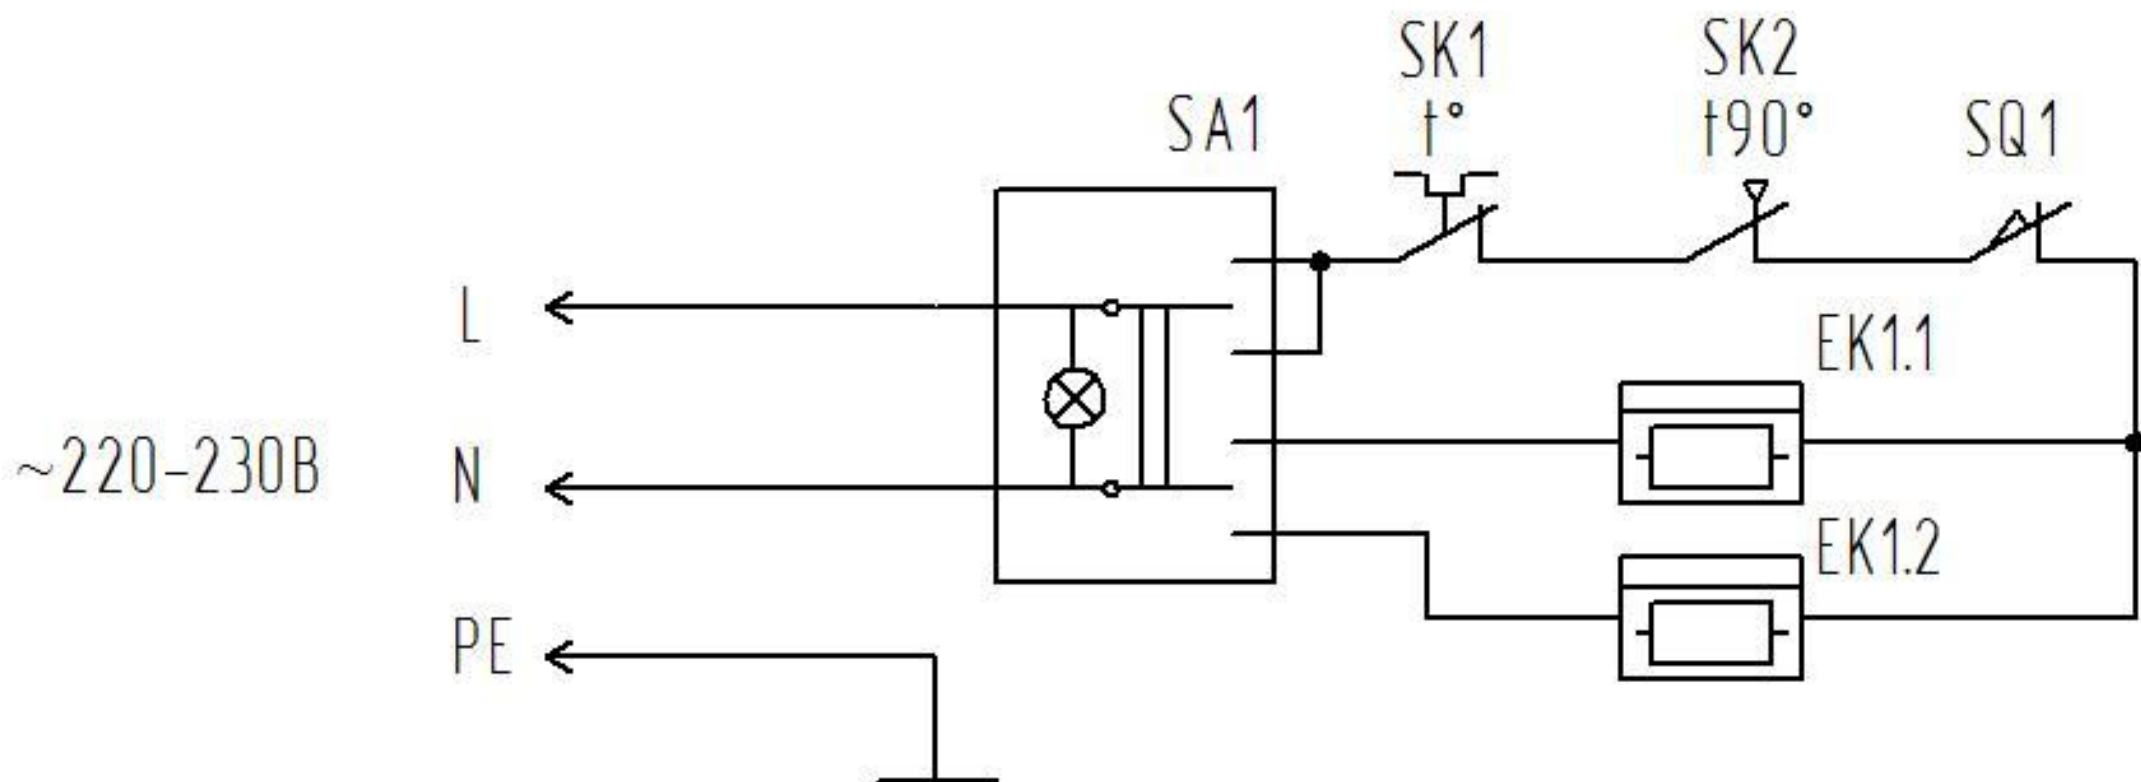 SK1
t°
SK2
t90°
SA1
SQ1
L
EK1.1
~220-230В
N
EK1.2
PE